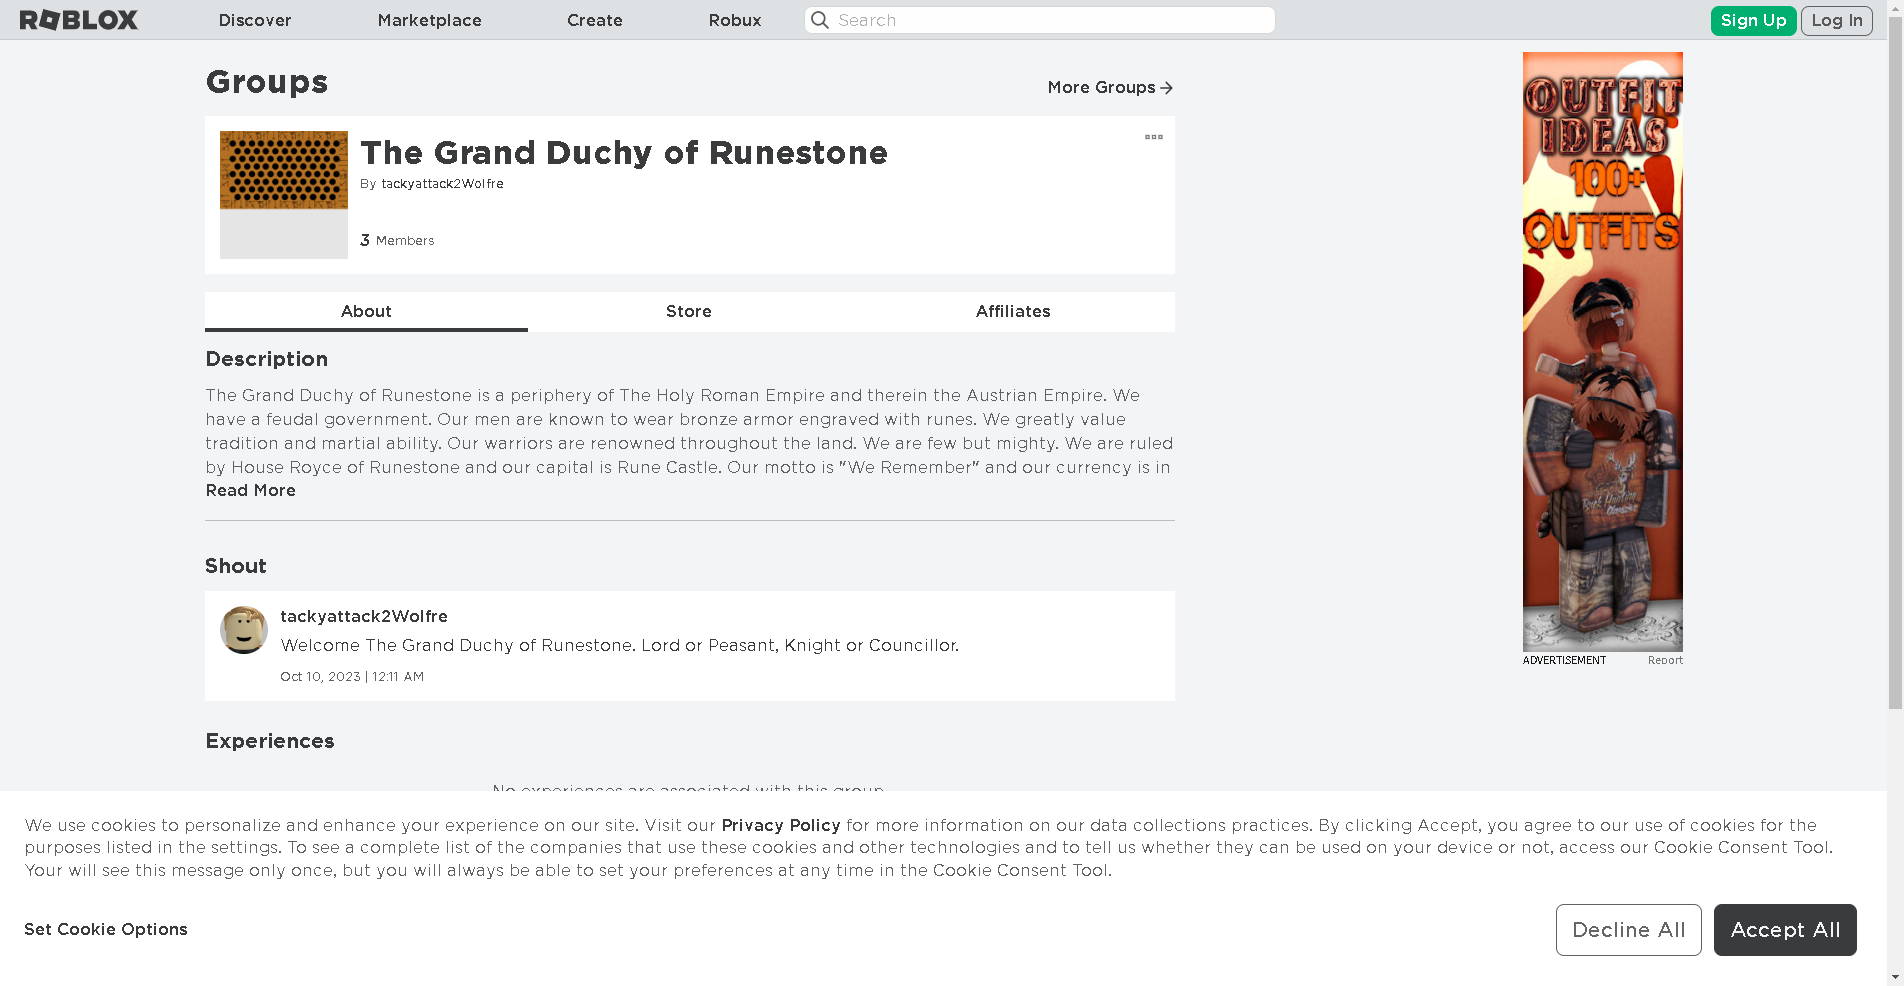 ROBLOX
Discover
Marketplace
Create
Robux
Search
Sign Up
Log In
Groups
More Groups
The Grand Duchy of Runestone
By tackyattack2Wolfre
3 Members
About
Store
Affiliates
Description
The Grand Duchy of Runestone is a periphery of The Holy Roman Empire and therein the Austrian Empire. We
have a feudal government. Our men are known to wear bronze armor engraved with runes. We greatly value
tradition and martial ability. Our warriors are renowned throughout the land. We are few but mighty. We are ruled
by House Royce of Runestone and our capital is Rune Castle. Our motto is "We Remember" and our currency is in
Read More
Shout
tackyattack2Wolfre
Welcome The Grand Duchy of Runestone. Lord or Peasant, Knight or Councillor.
Oct 10, 2023 | 12:11 AM
Experiences
No experiences are associated with this group
OUTFIT
IDEAS
100+
OUTFITS
ADVERTISEMENT
Report
We use cookies to personalize and enhance your experience on our site. Visit our Privacy Policy for more information on our data collections practices. By clicking Accept, you agree to our use of cookies for the
purposes listed in the settings. To see a complete list of the companies that use these cookies and other technologies and to tell us whether they can be used on your device or not, access our Cookie Consent Tool.
Your will see this message only once, but you will always be able to set your preferences at any time in the Cookie Consent Tool.
Set Cookie Options
Decline All
Accept All